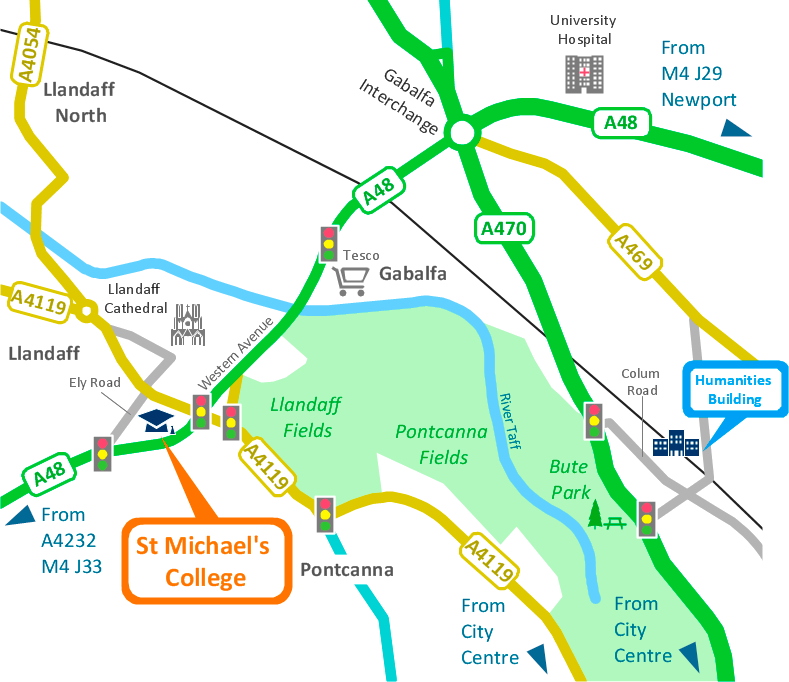 A4054
Llandaff
North
University
Hospital
From
M4 J29
Newport
Gabalfa
Interchange
A48
A48
A470
A469
Tesco
Gabalfa
A4119
Llandaff
Cathedral
Llandaff
Ely Road
Western Avenue
Llandaff
Fields
Pontcanna
Fields
River Taff
Colum
Road
Humanities
Building
Bute
Park
A48
A4119
From
A4232
M4 J33
St Michael's
College
Pontcanna
A4119
From
City
Centre
From
City
Centre